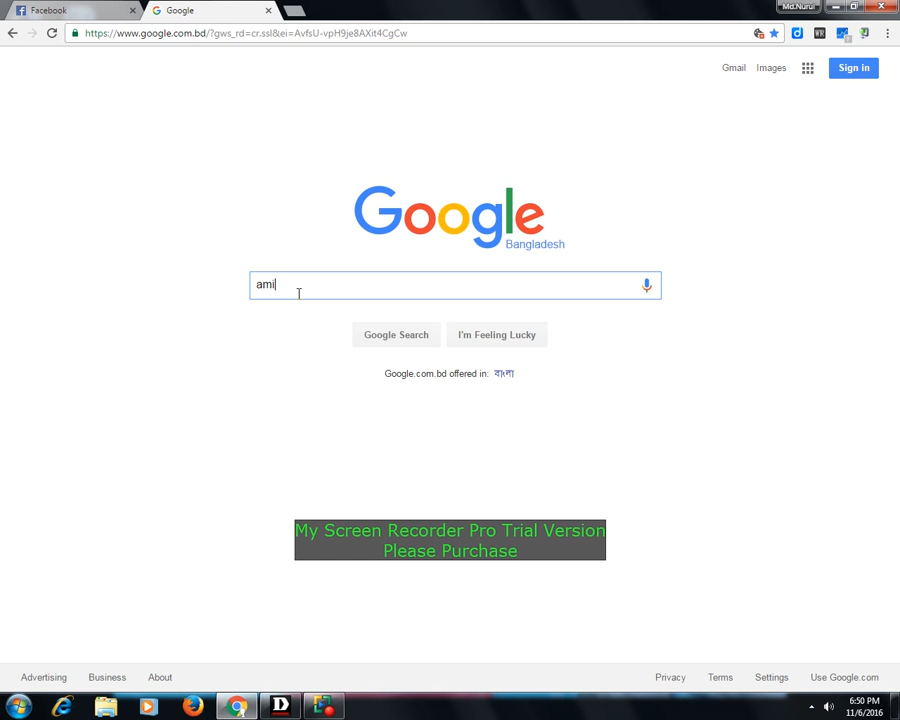 Facebook
Google
Md.Nurul
https://www.google.com.bd/?gws_rd=cr.ssl&ei=AvfsU-vpH9je8AXit4CgCw
Gmail Images Sign in
Google
Bangladesh
ami
Google Search I'm Feeling Lucky
Google.com.bd offered in: বাংলা
My Screen Recorder Pro Trial Version
Please Purchase
Advertising Business About Privacy Terms Settings Use Google.com
6:50 PM
11/6/2016